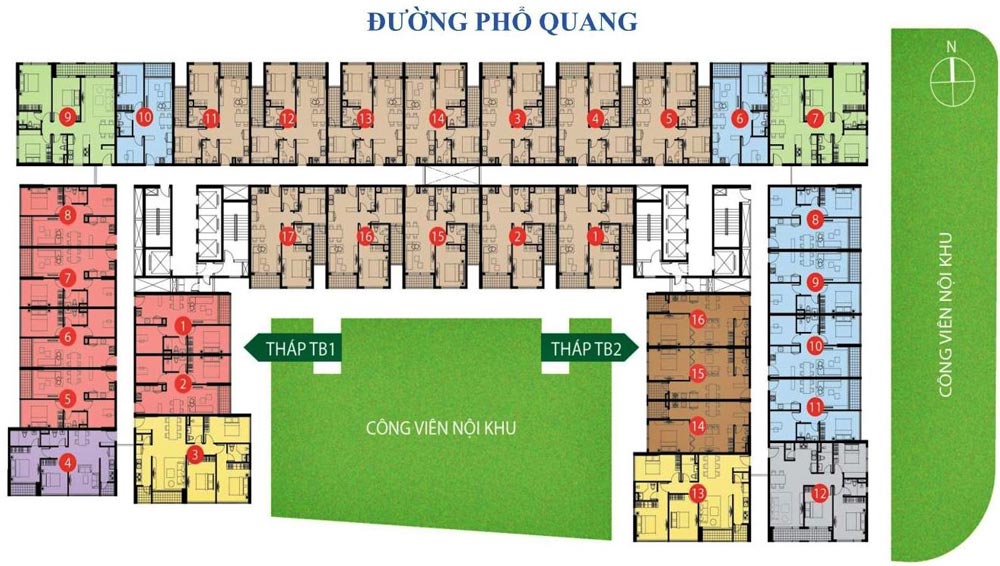 ĐƯỜNG PHỔ QUANG
N
9 10 11 12 13 14 3 4 5 6 7
8 17 16 15 2 1 8
7 9
6 1 16 10
THÁP TB1 THÁP TB2
5 2 15 11
CÔNG VIÊN NỘI KHU
14
4 3 13 12
CÔNG VIÊN NỘI KHU